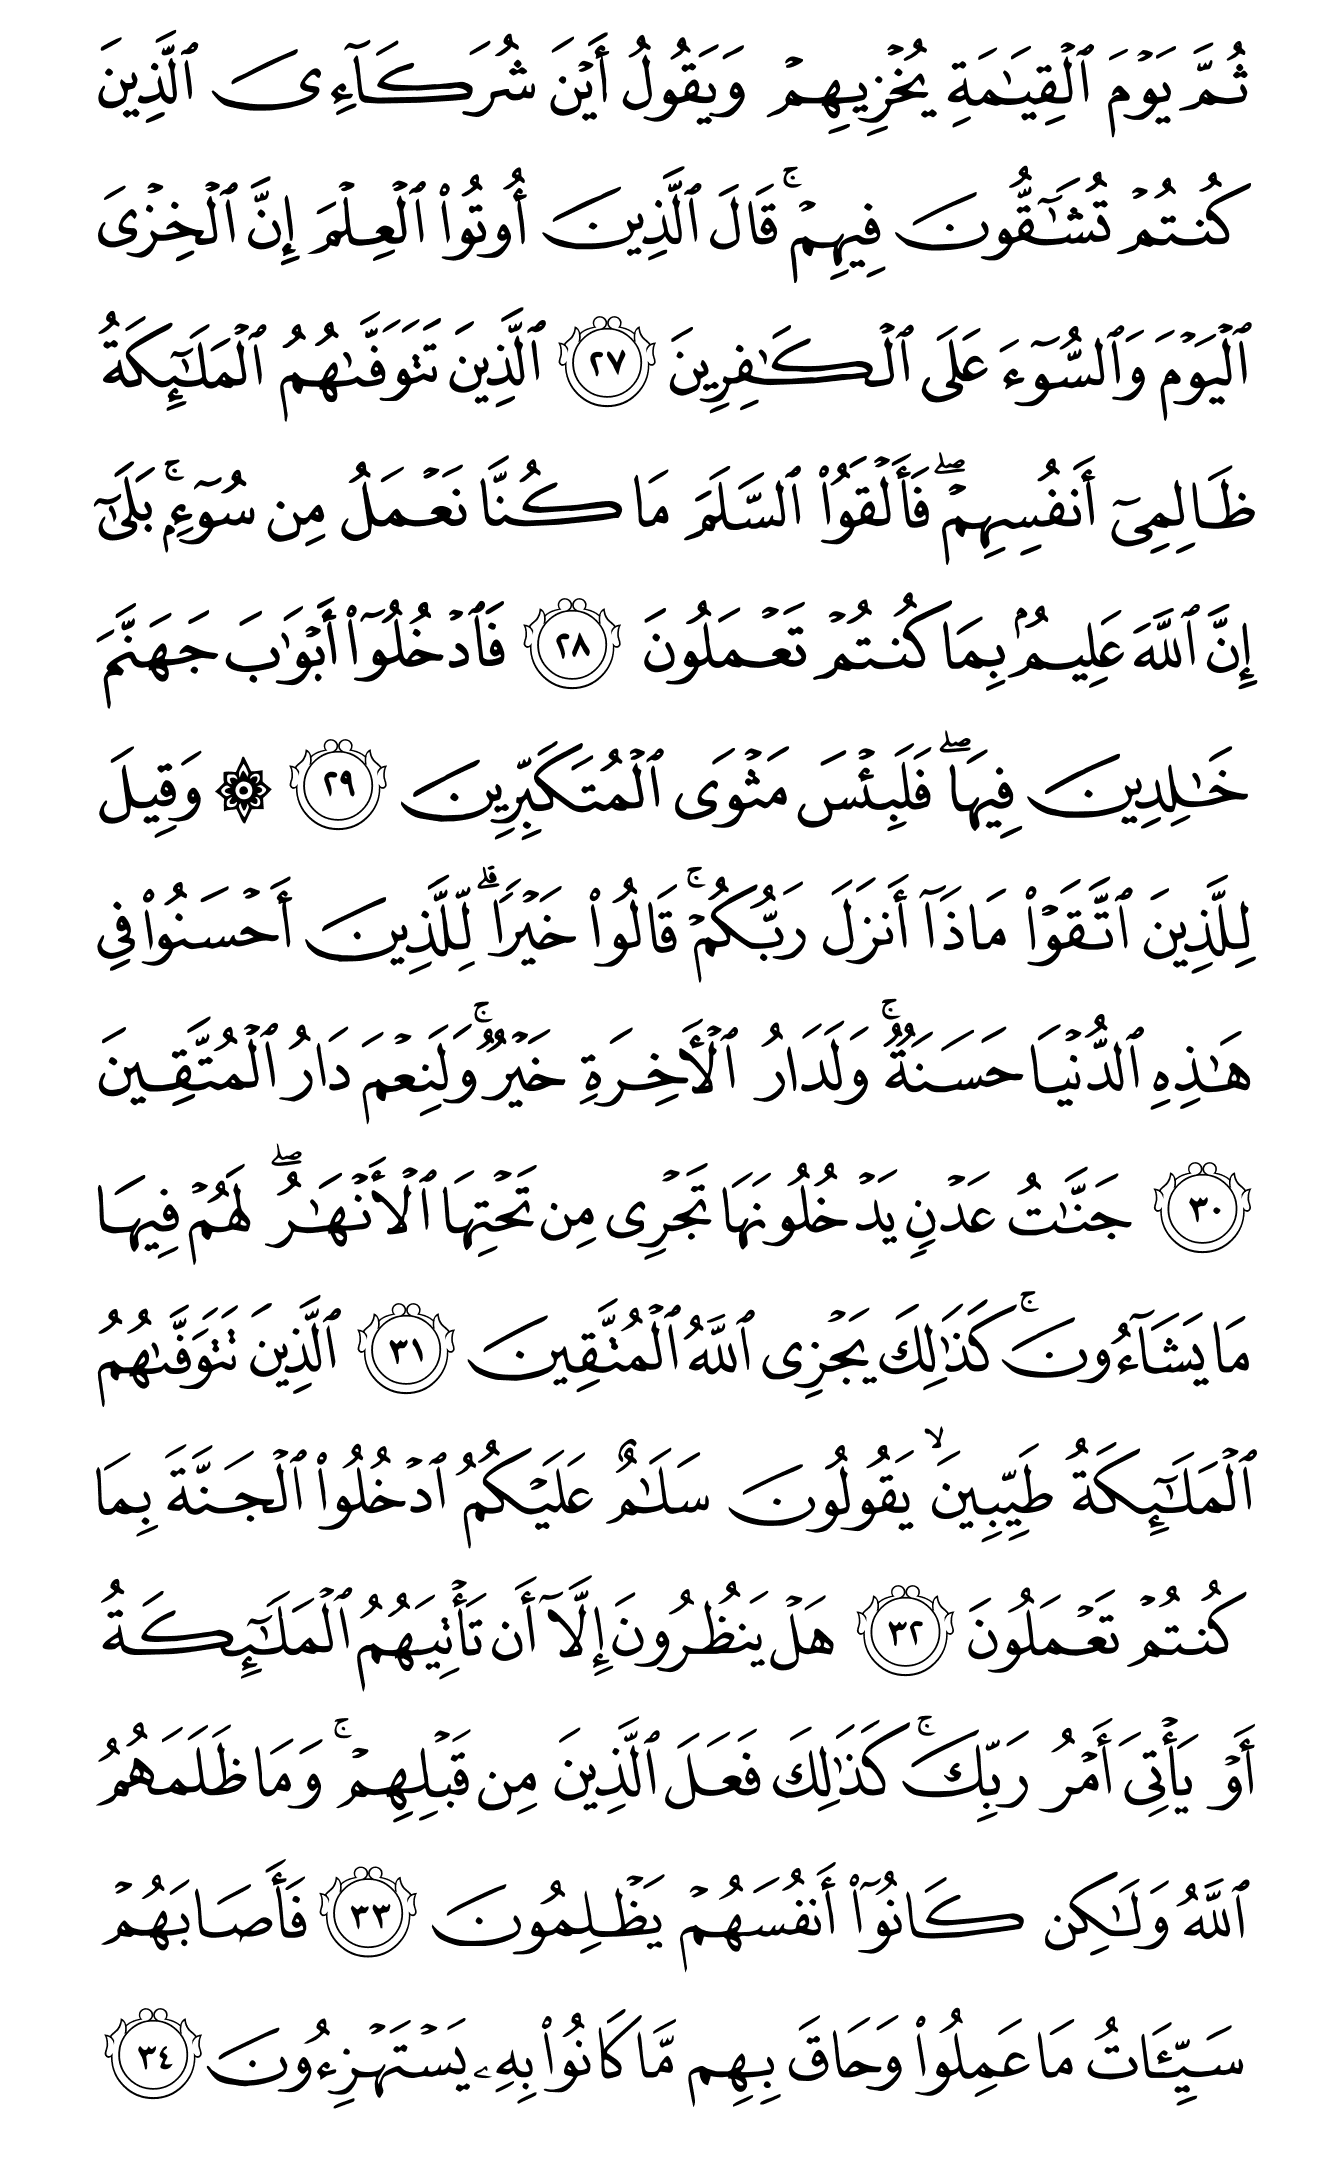 ثُمَّ يَوْمَ ٱلْقِيَـٰمَةِ يُخْزِيهِمْ وَيَقُولُ أَيْنَ شُرَكَآءِىَ ٱلَّذِينَ
كُنتُمْ تُشَـٰٓقُّونَ فِيهِمْ ۚ قَالَ ٱلَّذِينَ أُوتُوا۟ ٱلْعِلْمَ إِنَّ ٱلْخِزْىَ
ٱلْيَوْمَ وَٱلسُّوٓءَ عَلَى ٱلْكَـٰفِرِينَ ٢٧ ٱلَّذِينَ تَتَوَفَّىٰهُمُ ٱلْمَلَـٰٓئِكَةُ
ظَالِمِىٓ أَنفُسِهِمْ ۖ فَأَلْقَوُا۟ ٱلسَّلَمَ مَا كُنَّا نَعْمَلُ مِن سُوٓءٍۭ ۚ بَلَىٰٓ
إِنَّ ٱللَّهَ عَلِيمٌۢ بِمَا كُنتُمْ تَعْمَلُونَ ٢٨ فَٱدْخُلُوٓا۟ أَبْوَٰبَ جَهَنَّمَ
خَـٰلِدِينَ فِيهَا ۖ فَلَبِئْسَ مَثْوَى ٱلْمُتَكَبِّرِينَ ٢٩ ۞ وَقِيلَ
لِلَّذِينَ ٱتَّقَوْا۟ مَاذَآ أَنزَلَ رَبُّكُمْ ۚ قَالُوا۟ خَيْرًا ۗ لِّلَّذِينَ أَحْسَنُوا۟ فِى
هَـٰذِهِ ٱلدُّنْيَا حَسَنَةٌ ۚ وَلَدَارُ ٱلْـَٔاخِرَةِ خَيْرٌ ۚ وَلَنِعْمَ دَارُ ٱلْمُتَّقِينَ
٣٠ جَنَّـٰتُ عَدْنٍ يَدْخُلُونَهَا تَجْرِى مِن تَحْتِهَا ٱلْأَنْهَـٰرُ ۖ لَهُمْ فِيهَا
مَا يَشَآءُونَ ۚ كَذَٰلِكَ يَجْزِى ٱللَّهُ ٱلْمُتَّقِينَ ٣١ ٱلَّذِينَ تَتَوَفَّىٰهُمُ
ٱلْمَلَـٰٓئِكَةُ طَيِّبِينَ ۙ يَقُولُونَ سَلَـٰمٌ عَلَيْكُمُ ٱدْخُلُوا۟ ٱلْجَنَّةَ بِمَا
كُنتُمْ تَعْمَلُونَ ٣٢ هَلْ يَنظُرُونَ إِلَّآ أَن تَأْتِيَهُمُ ٱلْمَلَـٰٓئِكَةُ
أَوْ يَأْتِىَ أَمْرُ رَبِّكَ ۚ كَذَٰلِكَ فَعَلَ ٱلَّذِينَ مِن قَبْلِهِمْ ۚ وَمَا ظَلَمَهُمُ
ٱللَّهُ وَلَـٰكِن كَانُوٓا۟ أَنفُسَهُمْ يَظْلِمُونَ ٣٣ فَأَصَابَهُمْ
سَيِّـَٔاتُ مَا عَمِلُوا۟ وَحَاقَ بِهِم مَّا كَانُوا۟ بِهِۦ يَسْتَهْزِءُونَ ٣٤